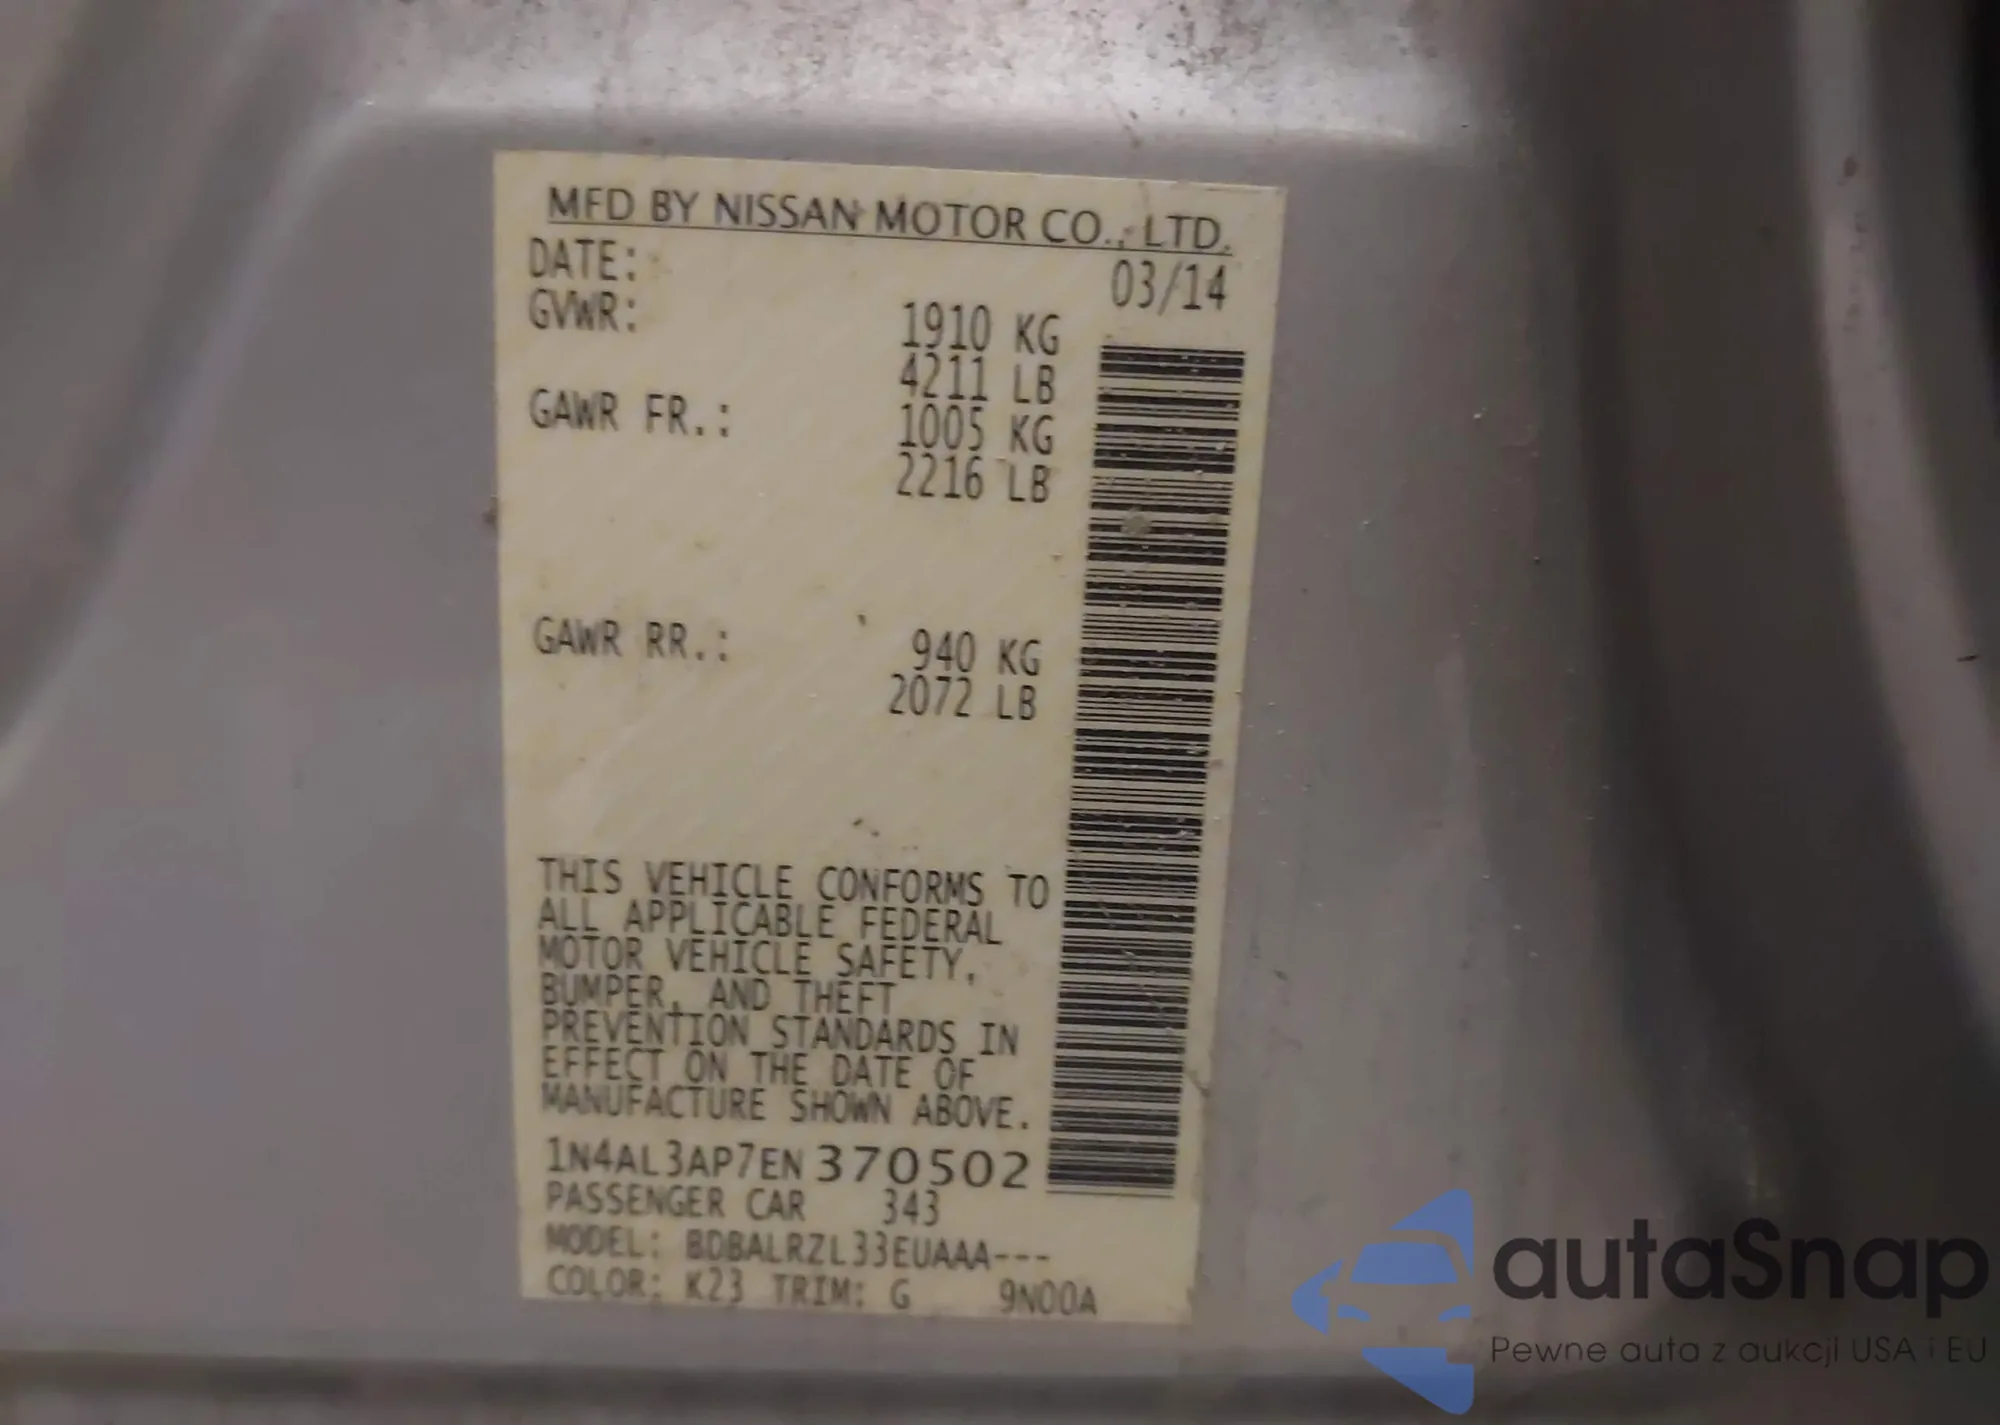 MFD BY NISSAN MOTOR CO., LTD.
DATE: 03/14
GVWR: 1910 KG
4211 LB
GAWR FR.: 1005 KG
2216 LB
GAWR RR.: 940 KG
2072 LB
THIS VEHICLE CONFORMS TO
ALL APPLICABLE FEDERAL
MOTOR VEHICLE SAFETY,
BUMPER, AND THEFT
PREVENTION STANDARDS IN
EFFECT ON THE DATE OF
MANUFACTURE SHOWN ABOVE.
1N4AL3AP7EN370502
PASSENGER CAR 343
MODEL: BDBALRZL33EUAAA---
COLOR: K23 TRIM: G 9N00A
autaSnap
Pewne auta z aukcji USA i EU